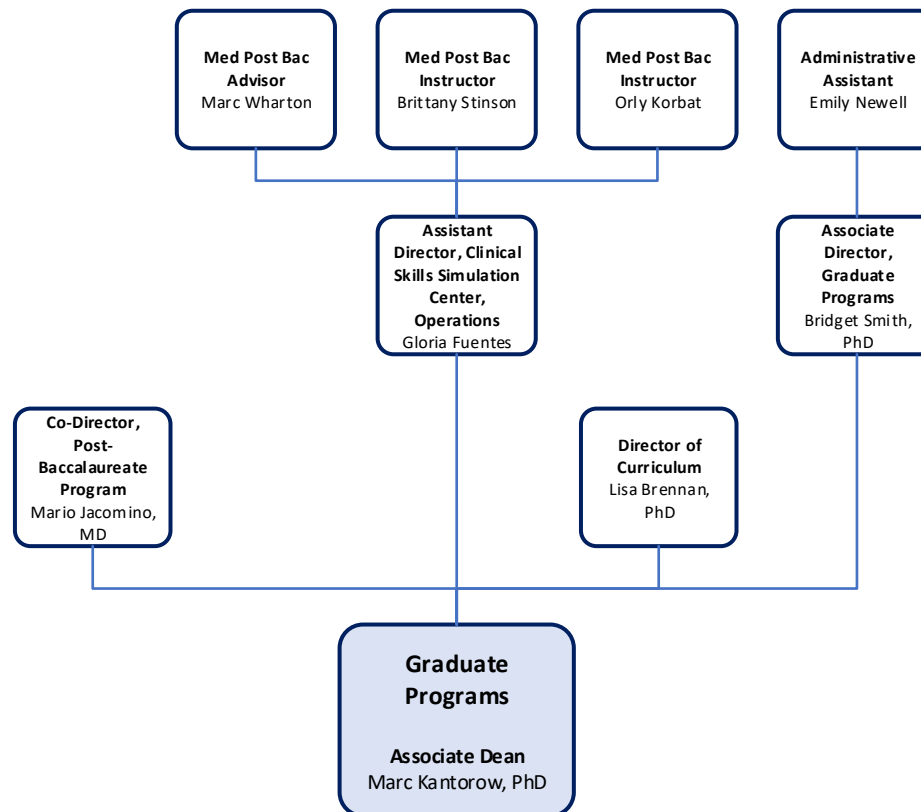 Med Post Bac
Advisor
Marc Wharton
Med Post Bac
Instructor
Brittany Stinson
Med Post Bac
Instructor
Orly Korbat
Administrative
Assistant
Emily Newell
Assistant
Director, Clinical
Skills Simulation
Center,
Operations
Gloria Fuentes
Associate
Director,
Graduate
Programs
Bridget Smith,
PhD
Co-Director,
Post-
Baccalaureate
Program
Mario Jacomino,
MD
Director of
Curriculum
Lisa Brennan,
PhD
Graduate
Programs
Associate Dean
Marc Kantorow, PhD